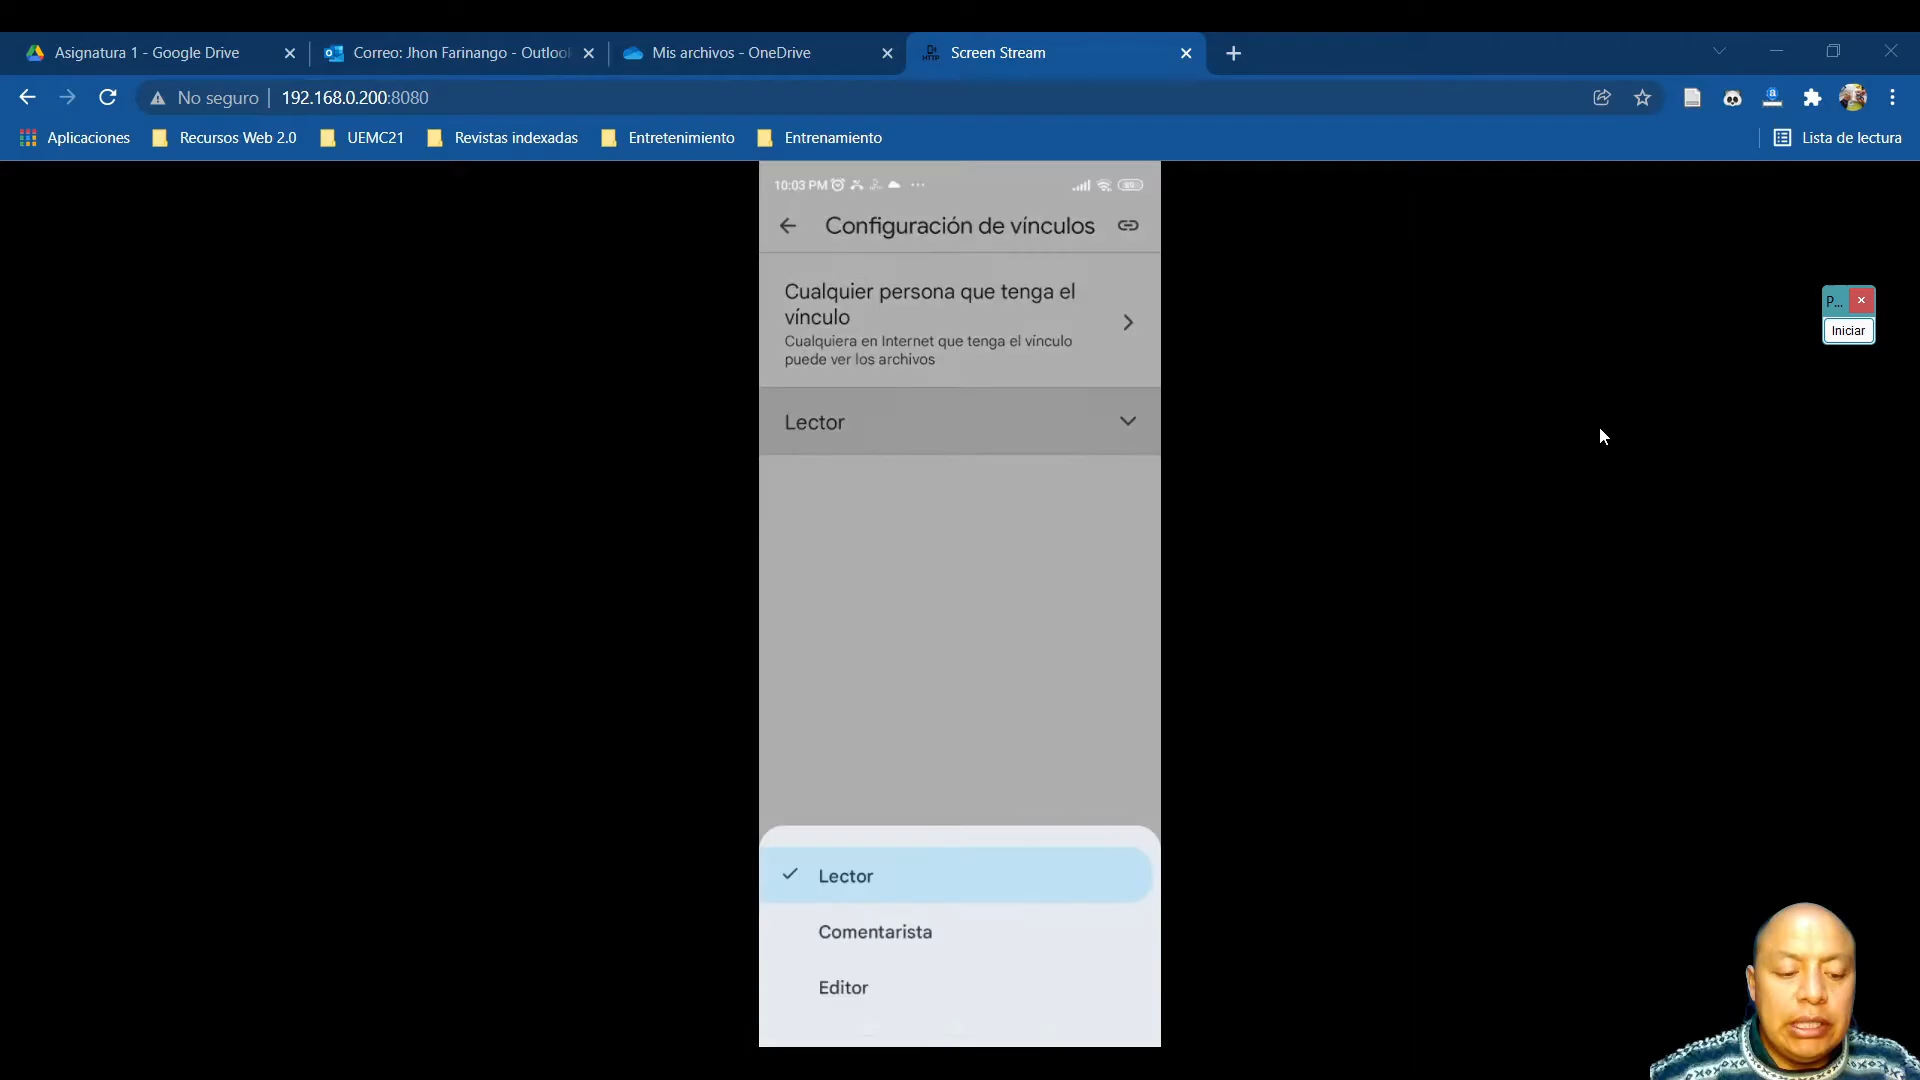 Asignatura 1 - Google Drive
Correo: Jhon Farinango - Outloo
Mis archivos - OneDrive
Screen Stream
No seguro
192.168.0.200:8080
Aplicaciones
Recursos Web 2.0
UEMC21
Revistas indexadas
Entretenimiento
Entrenamiento
Lista de lectura
10:03 PM
89
Configuración de vínculos
Cualquier persona que tenga el
vínculo
Cualquiera en Internet que tenga el vínculo
puede ver los archivos
Lector
P...
Iniciar
Lector
Comentarista
Editor